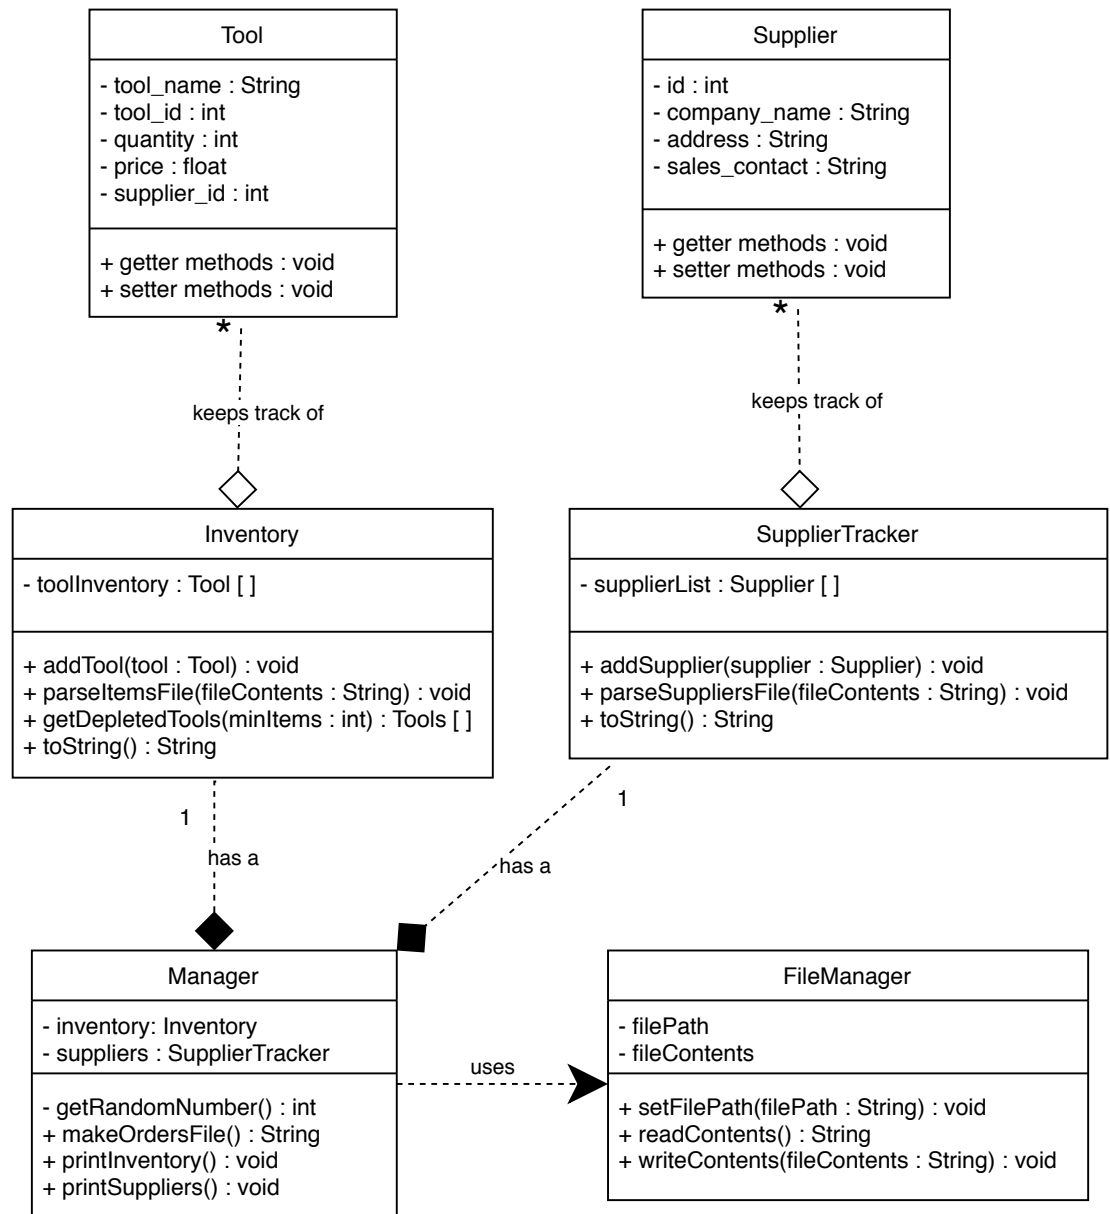 Tool
- tool_name : String
- tool_id : int
- quantity : int
- price : float
- supplier_id : int
+ getter methods : void
+ setter methods : void
*
keeps track of
Supplier
- id : int
- company_name : String
- address : String
- sales_contact : String
+ getter methods : void
+ setter methods : void
*
keeps track of
Inventory
- toolInventory : Tool [ ]
+ addTool(tool : Tool) : void
+ parseItemsFile(fileContents : String) : void
+ getDepletedTools(minItems : int) : Tools [ ]
+ toString() : String
1
has a
SupplierTracker
- supplierList : Supplier [ ]
+ addSupplier(supplier : Supplier) : void
+ parseSuppliersFile(fileContents : String) : void
+ toString() : String
1
has a
Manager
- inventory: Inventory
- suppliers : SupplierTracker
- getRandomNumber() : int
+ makeOrdersFile() : String
+ printInventory() : void
+ printSuppliers() : void
uses
FileManager
- filePath
- fileContents
+ setFilePath(filePath : String) : void
+ readContents() : String
+ writeContents(fileContents : String) : void